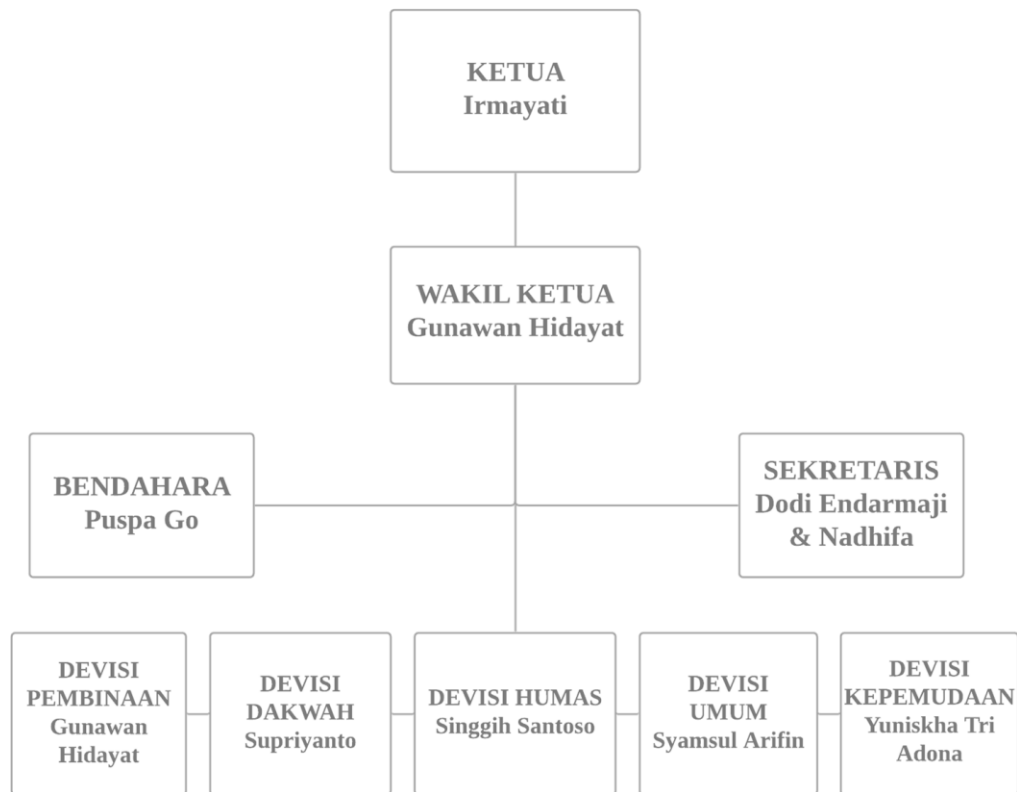 KETUA
Irmayati
WAKIL KETUA
Gunawan Hidayat
BENDAHARA
Puspa Go
SEKRETARIS
Dodi Endarmaji
& Nadhifa
DEVISI
PEMBINAAN
Gunawan
Hidayat
DEVISI
DAKWAH
Supriyanto
DEVISI HUMAS
Singgih Santoso
DEVISI
UMUM
Syamsul Arifin
DEVISI
KEPEMUDAAN
Yuniskha Tri
Adona